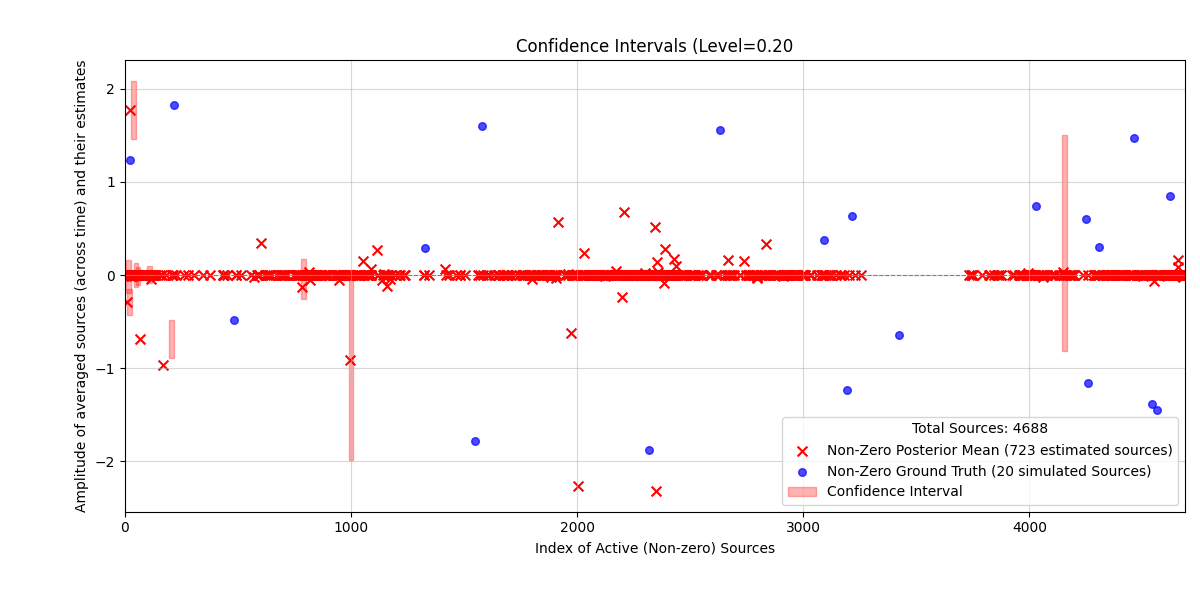 Confidence Intervals (Level=0.20
Amplitude of averaged sources (across time) and their estimates
2
1
0
−1
−2
0
1000
2000
3000
4000
Index of Active (Non-zero) Sources
Total Sources: 4688
Non-Zero Posterior Mean (723 estimated sources)
Non-Zero Ground Truth (20 simulated Sources)
Confidence Interval